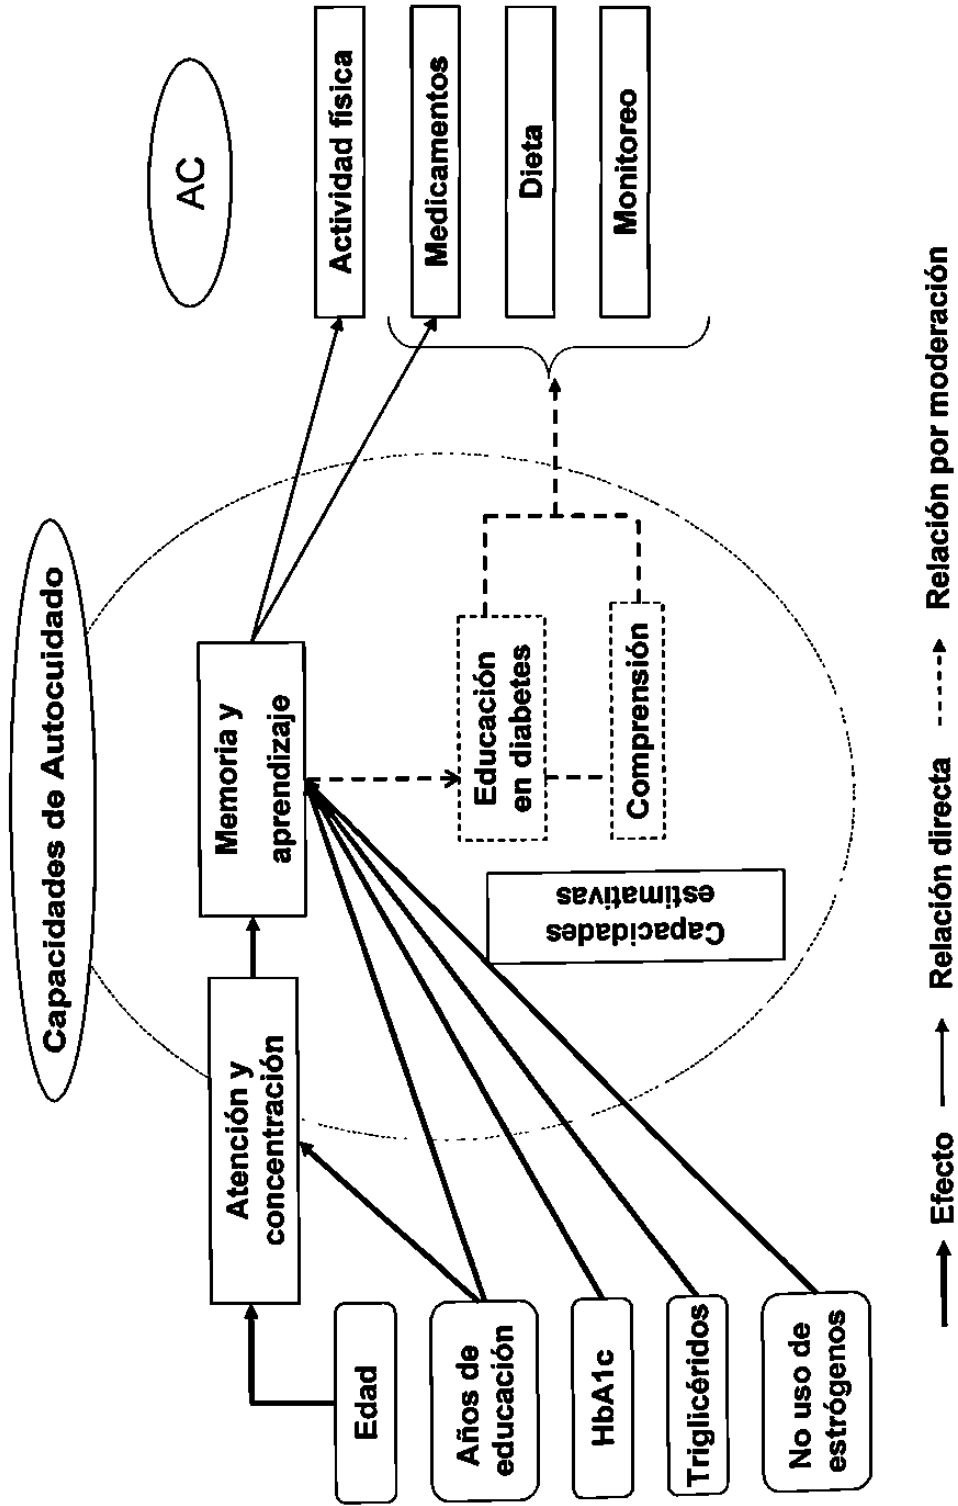 Capacidades de Autocuidado
AC
Edad
Años de
educación
HbA1c
Triglicéridos
No uso de
estrógenos
Atención y
concentración
Memoria y
aprendizaje
Capacidades
estimativas
Educación
en diabetes
Comprensión
Actividad física
Medicamentos
Dieta
Monitoreo
Efecto
Relación directa
Relación por moderación